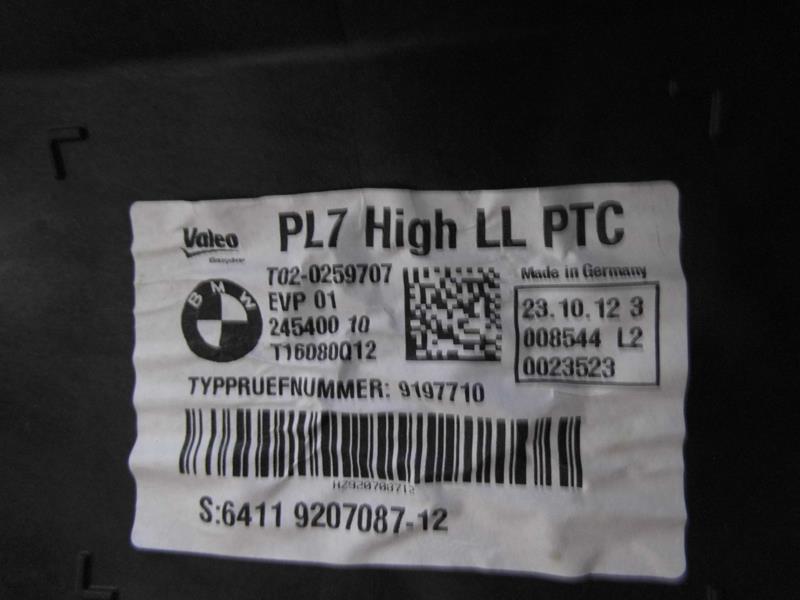 Valeo PL7 High LL PTC
T02-0259707
Made in Germany
BMW
EVP 01
245400 10
T16080Q12
23.10.12 3
008544 L2
0023523
TYPPRUEFNUMMER: 9197710
HZ920708712
S:6411 9207087-12